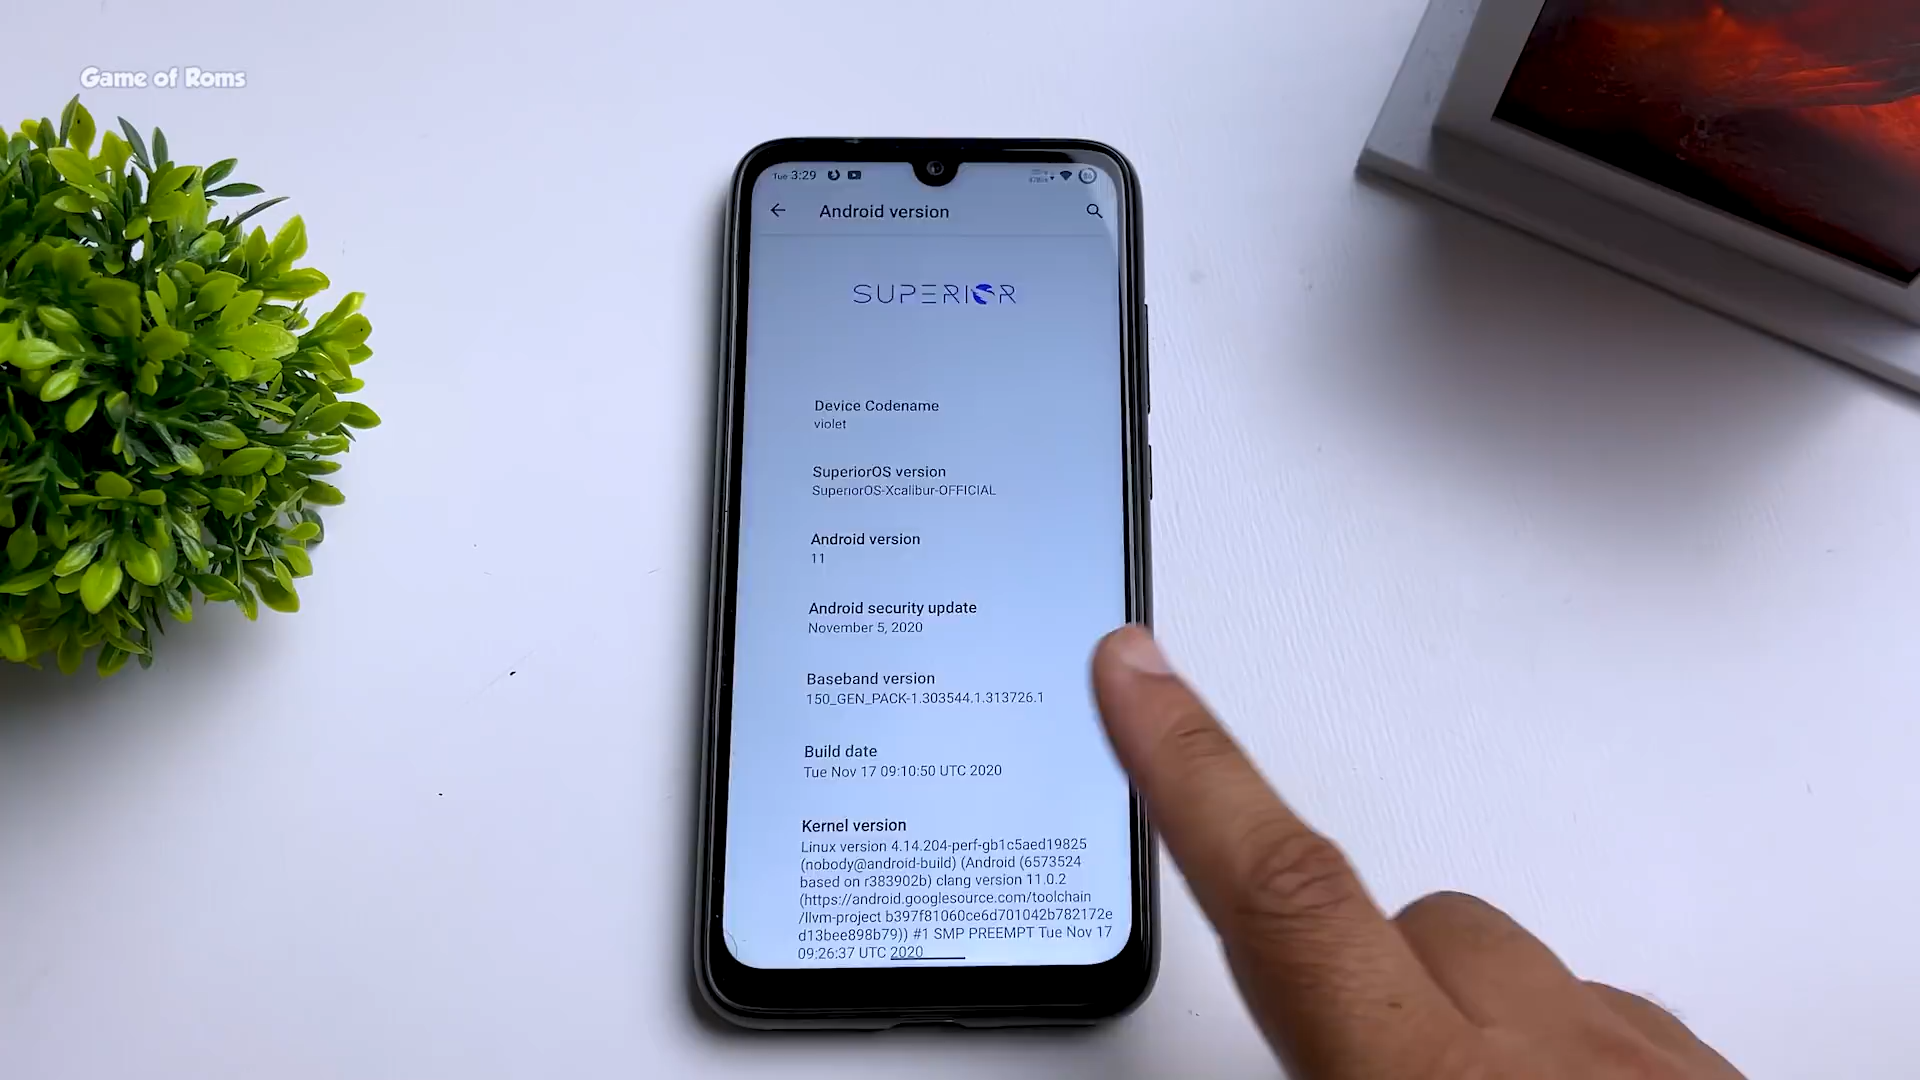 Game of Roms
Tue 3:29
86
Android version
SUPERIOR
Device Codename
violet
SuperiorOS version
SuperiorOS-Xcalibur-OFFICIAL
Android version
11
Android security update
November 5, 2020
Baseband version
150_GEN_PACK-1.303544.1.313726.1
Build date
Tue Nov 17 09:10:50 UTC 2020
Kernel version
Linux version 4.14.204-perf-gb1c5aed19825
(nobody@android-build) (Android (6573524
based on r383902b) clang version 11.0.2
(https://android.googlesource.com/toolchain
/llvm-project b397f81060ce6d701042b782172e
d13bee898b79)) #1 SMP PREEMPT Tue Nov 17
09:26:37 UTC 2020